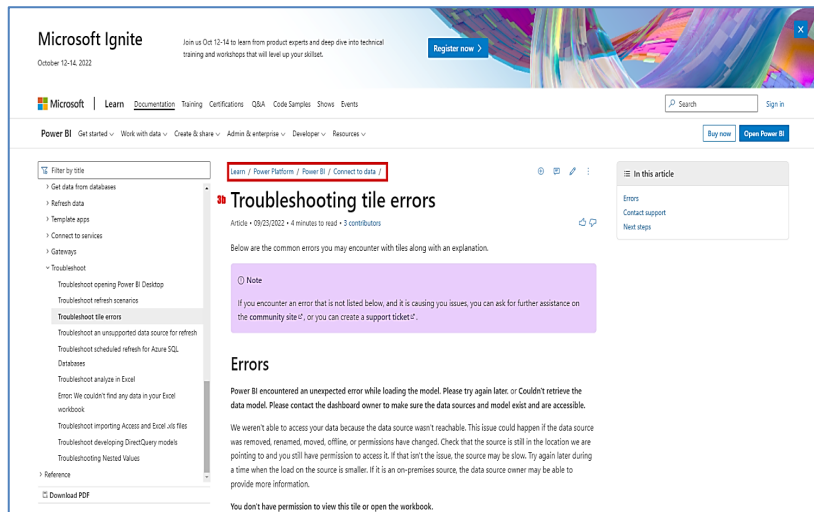 Microsoft Ignite
October 12-14, 2022
Join us Oct 12-14 to learn from product experts and deep dive into technical
training and workshops that will level up your skillset.
Register now >
Microsoft | Learn Documentation Training Certifications Q&A Code Samples Shows Events
Search
Sign in
Power BI Get started Work with data Create & share Admin & enterprise Developer Resources
Buy now Open Power BI
Filter by title
> Get data from databases
> Refresh data
> Template apps
> Connect to services
> Gateways
Troubleshoot
Troubleshoot opening Power BI Desktop
Troubleshoot refresh scenarios
Troubleshoot tile errors
Troubleshoot an unsupported data source for refresh
Troubleshoot scheduled refresh for Azure SQL
Databases
Troubleshoot analyze in Excel
Error: We couldn't find any data in your Excel
workbook
Troubleshoot importing Access and Excel .xls files
Troubleshoot developing DirectQuery models
Troubleshooting Nested Values
> Reference
Download PDF
Learn / Power Platform / Power BI / Connect to data /
3b
Troubleshooting tile errors
Article • 09/23/2022 • 4 minutes to read • 3 contributors
Below are the common errors you may encounter with tiles along with an explanation.
Note
If you encounter an error that is not listed below, and it is causing you issues, you can ask for further assistance on
the community site, or you can create a support ticket.
Errors
Power BI encountered an unexpected error while loading the model. Please try again later. or Couldn't retrieve the
data model. Please contact the dashboard owner to make sure the data sources and model exist and are accessible.
We weren't able to access your data because the data source wasn't reachable. This issue could happen if the data source
was removed, renamed, moved, offline, or permissions have changed. Check that the source is still in the location we are
pointing to and you still have permission to access it. If that isn't the issue, the source may be slow. Try again later during
a time when the load on the source is smaller. If it is an on-premises source, the data source owner may be able to
provide more information.
You don't have permission to view this tile or open the workbook.
In this article
Errors
Contact support
Next steps